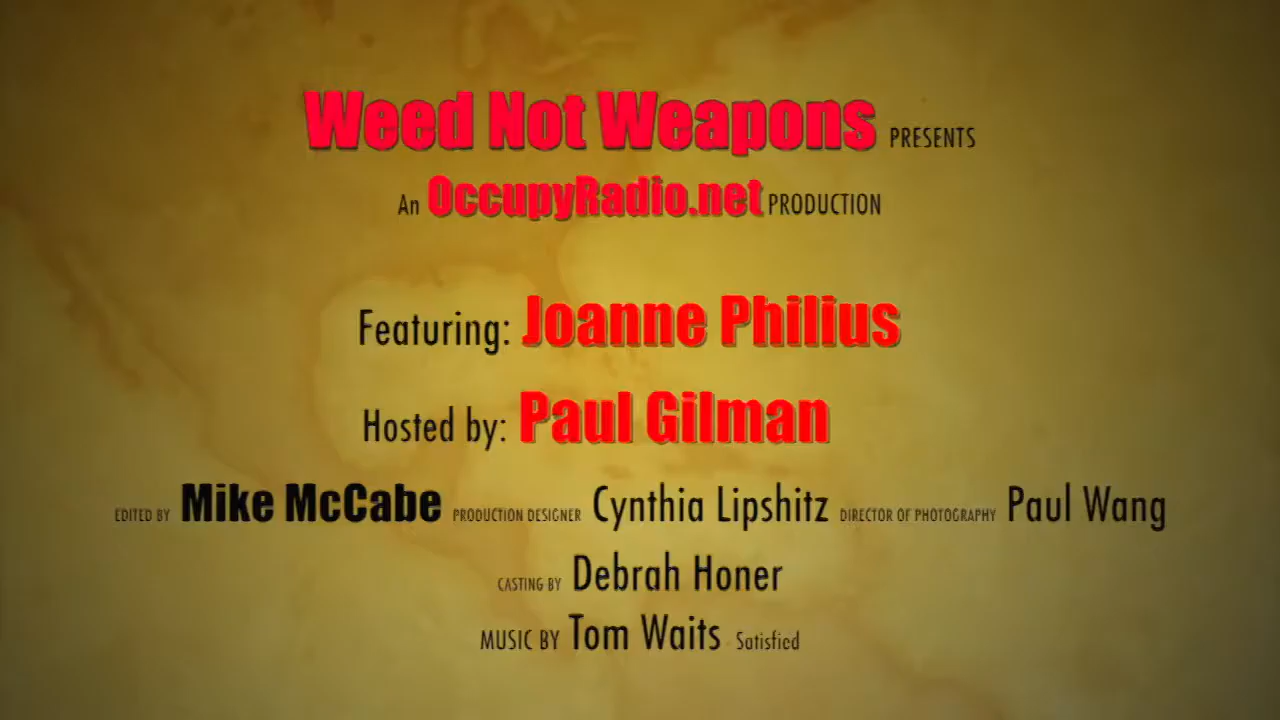 Weed Not Weapons PRESENTS
An OccupyRadio.net PRODUCTION
Featuring: Joanne Philius
Hosted by: Paul Gilman
EDITED BY Mike McCabe PRODUCTION DESIGNER Cynthia Lipshitz DIRECTOR OF PHOTOGRAPHY Paul Wang
CASTING BY Debrah Honer
MUSIC BY Tom Waits Satisfied